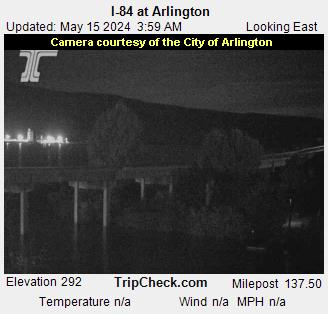 I-84 at Arlington
Updated: May 15 2024 3:59 AM Looking East
Camera courtesy of the City of Arlington
Elevation 292 TripCheck.com Milepost 137.50
Temperature n/a Wind n/a MPH n/a